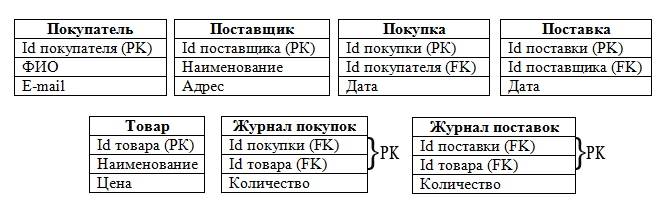 Покупатель
Id покупателя (PK)
ФИО
E-mail
Поставщик
Id поставщика (PK)
Наименование
Адрес
Покупка
Id покупки (PK)
Id покупателя (FK)
Дата
Поставка
Id поставки (PK)
Id поставщика (FK)
Дата
Товар
Id товара (PK)
Наименование
Цена
Журнал покупок
Id покупки (FK)
Id товара (FK)
Количество
PK
Журнал поставок
Id поставки (FK)
Id товара (FK)
Количество
PK